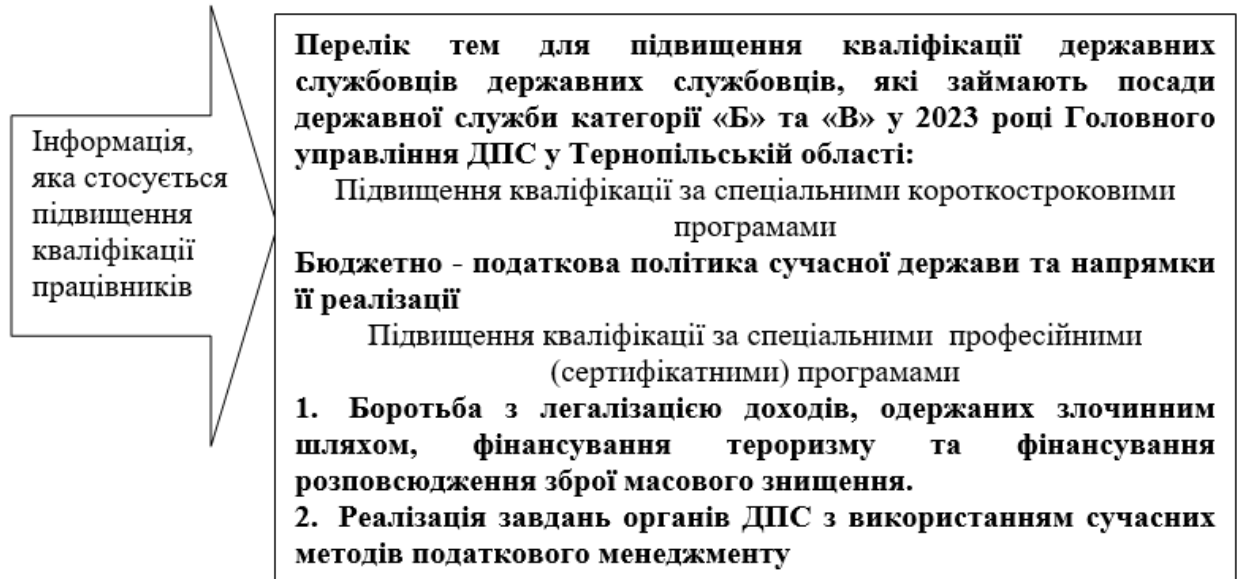 Інформація,
яка стосується
підвищення
кваліфікації
працівників
Перелік тем для підвищення кваліфікації державних
службовців державних службовців, які займають посади
державної служби категорії «Б» та «В» у 2023 році Головного
управління ДПС у Тернопільській області:
Підвищення кваліфікації за спеціальними короткостроковими
програмами
Бюджетно - податкова політика сучасної держави та напрямки
її реалізації
Підвищення кваліфікації за спеціальними професійними
(сертифікатними) програмами
1. Боротьба з легалізацією доходів, одержаних злочинним
шляхом, фінансування тероризму та фінансування
розповсюдження зброї масового знищення.
2. Реалізація завдань органів ДПС з використанням сучасних
методів податкового менеджменту